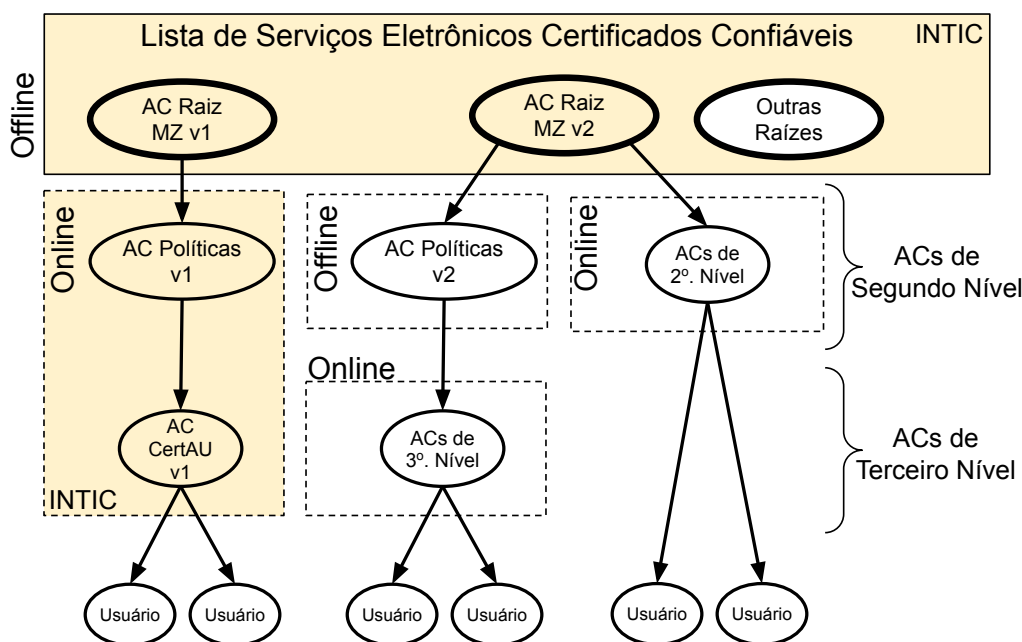 Lista de Serviços Eletrônicos Certificados Confiáveis
INTIC
Offline
AC Raiz
MZ v1
AC Raiz
MZ v2
Outras
Raízes
Online
AC Políticas
v1
Offline
AC Políticas
v2
Online
ACs de
2º. Nível
ACs de
Segundo Nível
Online
AC
CertAU
v1
INTIC
ACs de
3º. Nível
ACs de
Terceiro Nível
Usuário
Usuário
Usuário
Usuário
Usuário
Usuário